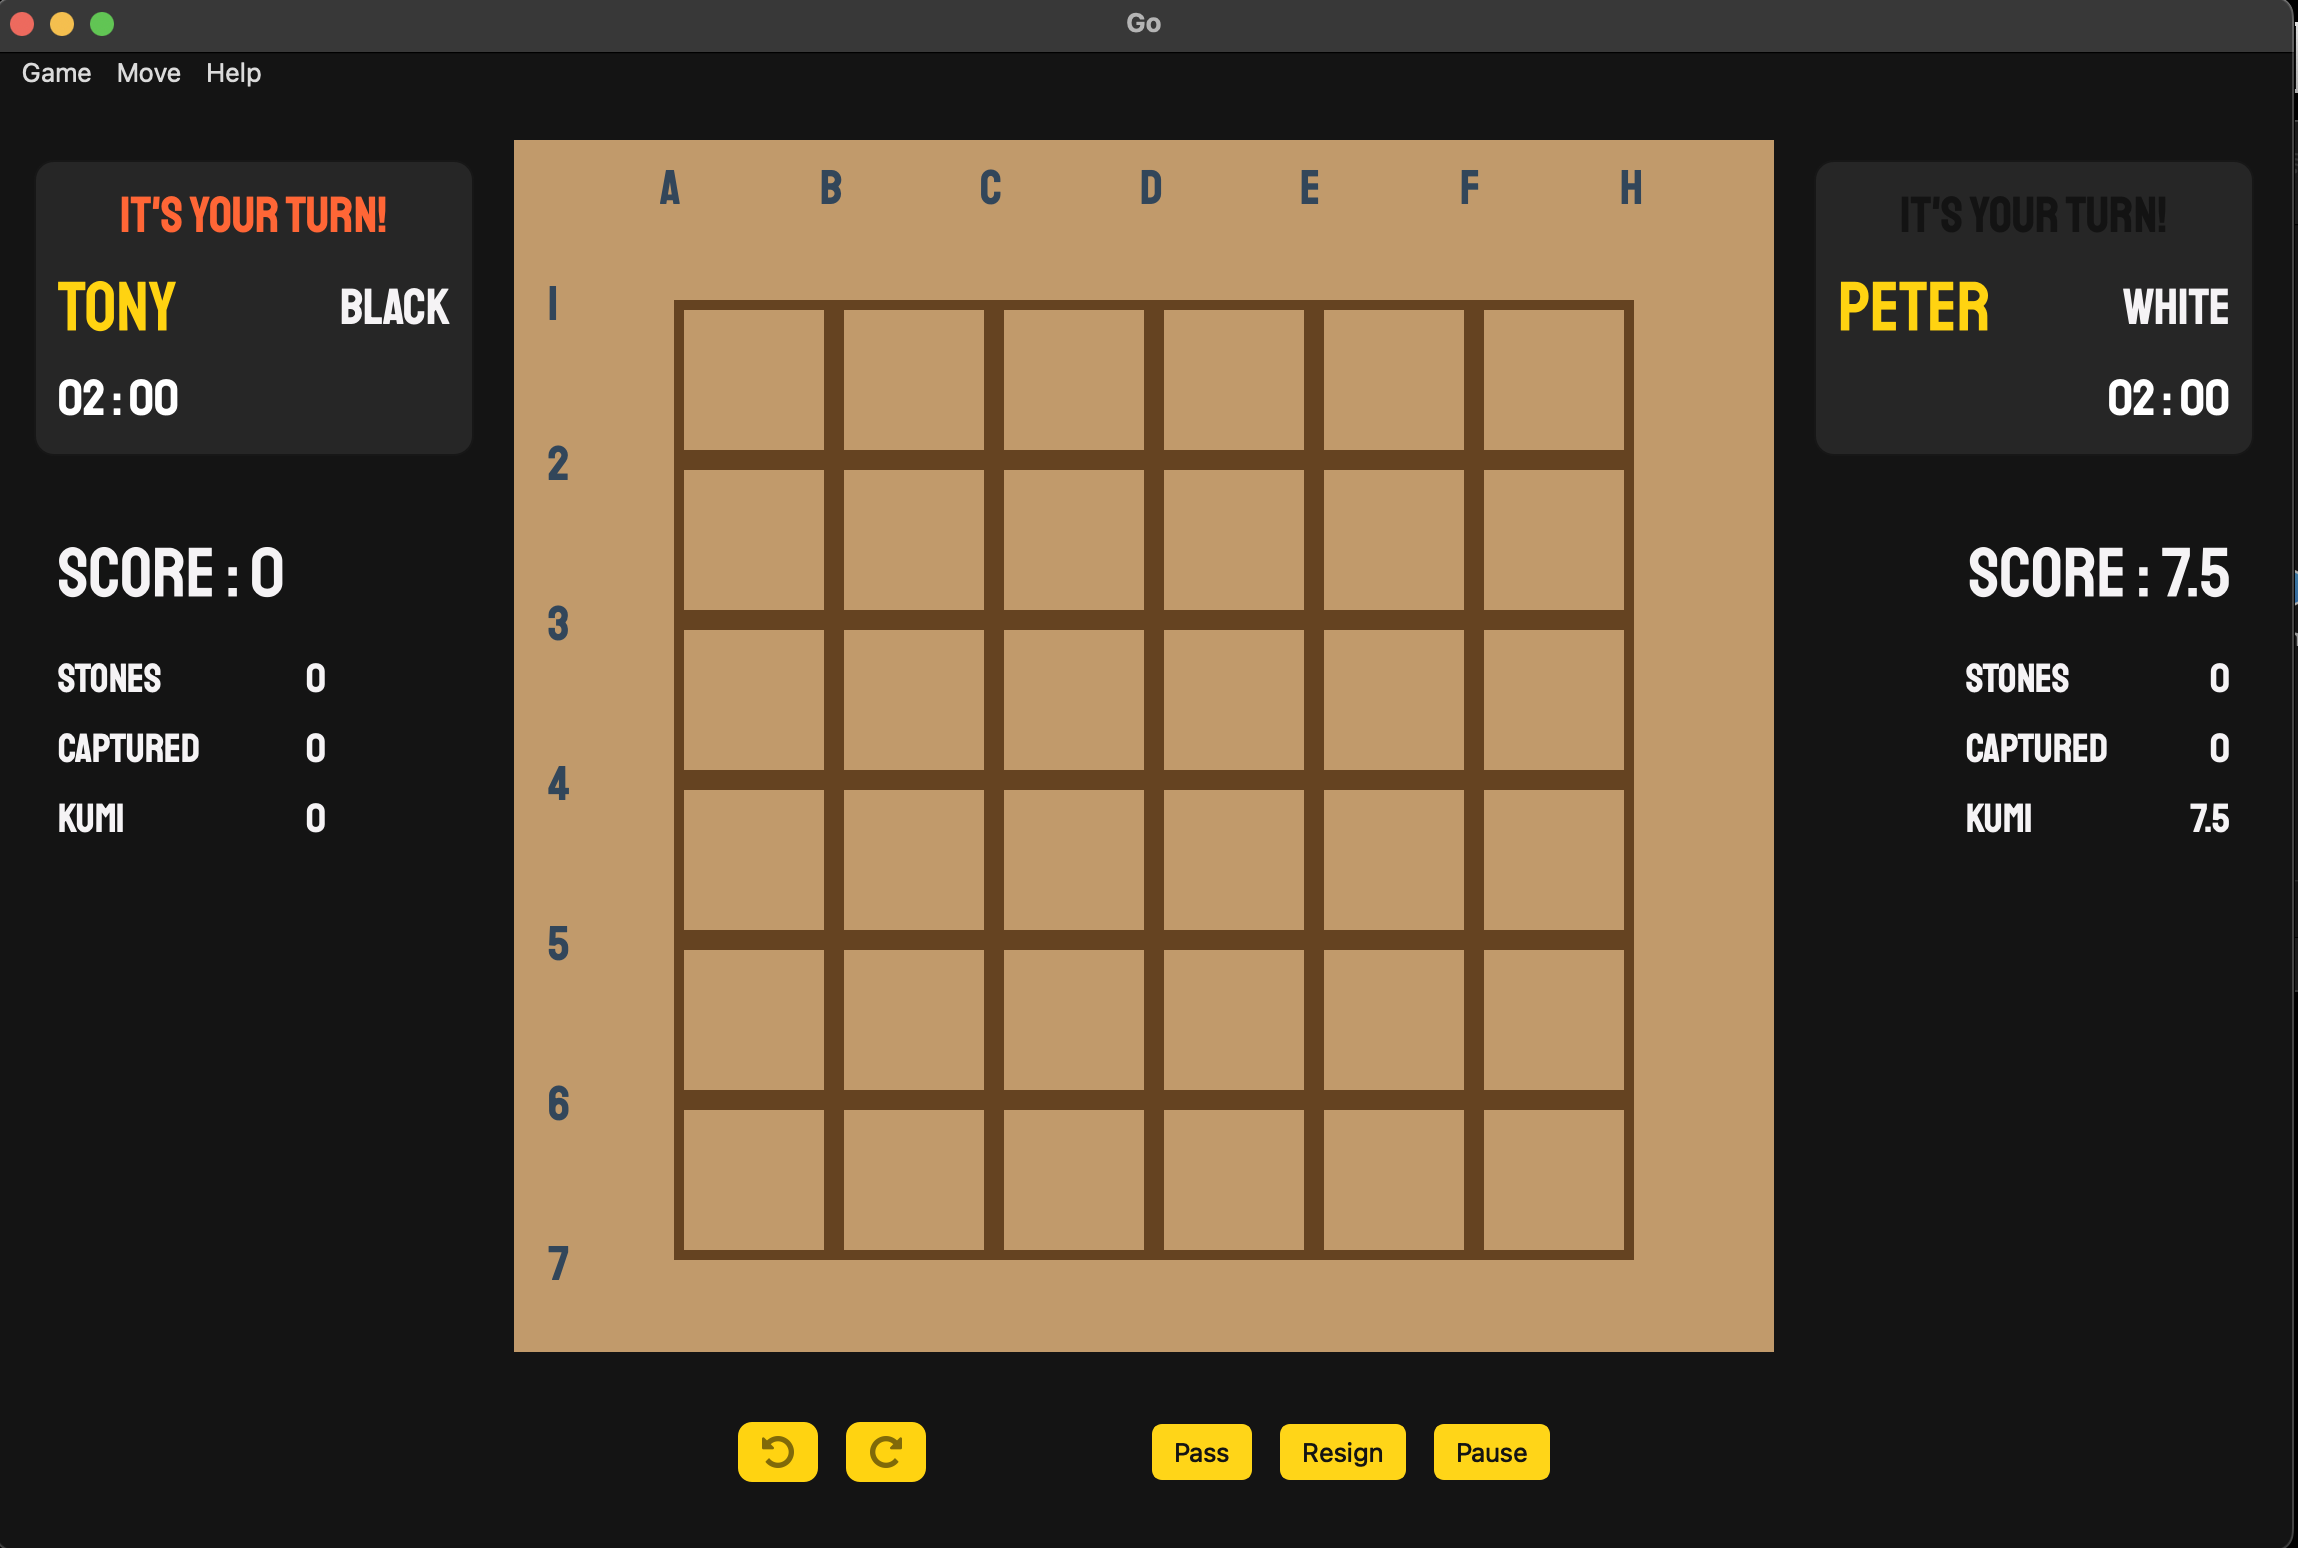 Go
Game Move Help
IT'S YOUR TURN!
TONY BLACK
02 : 00
SCORE : 0
STONES 0
CAPTURED 0
KUMI 0
A B C D E F H
1
2
3
4
5
6
7
IT'S YOUR TURN!
PETER WHITE
02 : 00
SCORE : 7.5
STONES 0
CAPTURED 0
KUMI 7.5
Pass Resign Pause